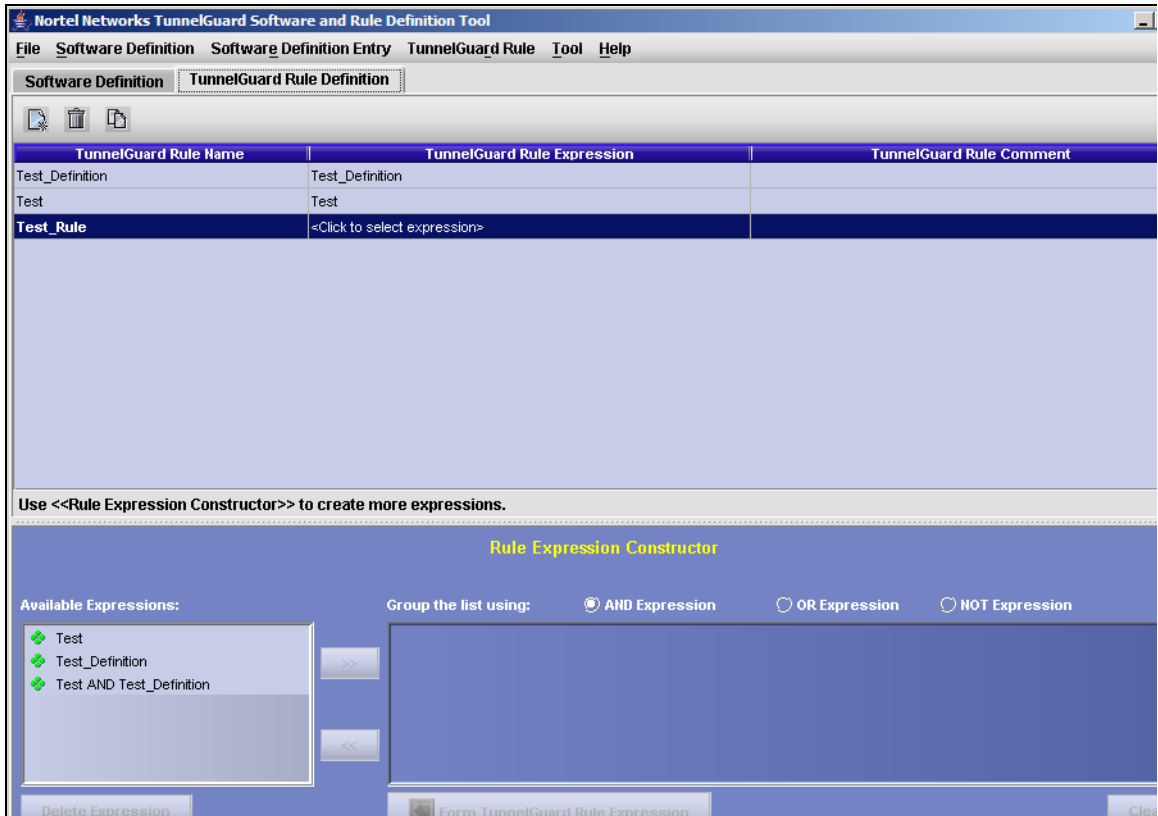 Nortel Networks TunnelGuard Software and Rule Definition Tool
File Software Definition Software Definition Entry TunnelGuard Rule Tool Help
Software Definition TunnelGuard Rule Definition
TunnelGuard Rule Name TunnelGuard Rule Expression TunnelGuard Rule Comment
Test_Definition Test_Definition
Test Test
Test_Rule <Click to select expression>
Use <<Rule Expression Constructor>> to create more expressions.
Rule Expression Constructor
Available Expressions: Group the list using: AND Expression OR Expression NOT Expression
Test
Test_Definition
Test AND Test_Definition
>>
<<
Delete Expression Form TunnelGuard Rule Expression Clea